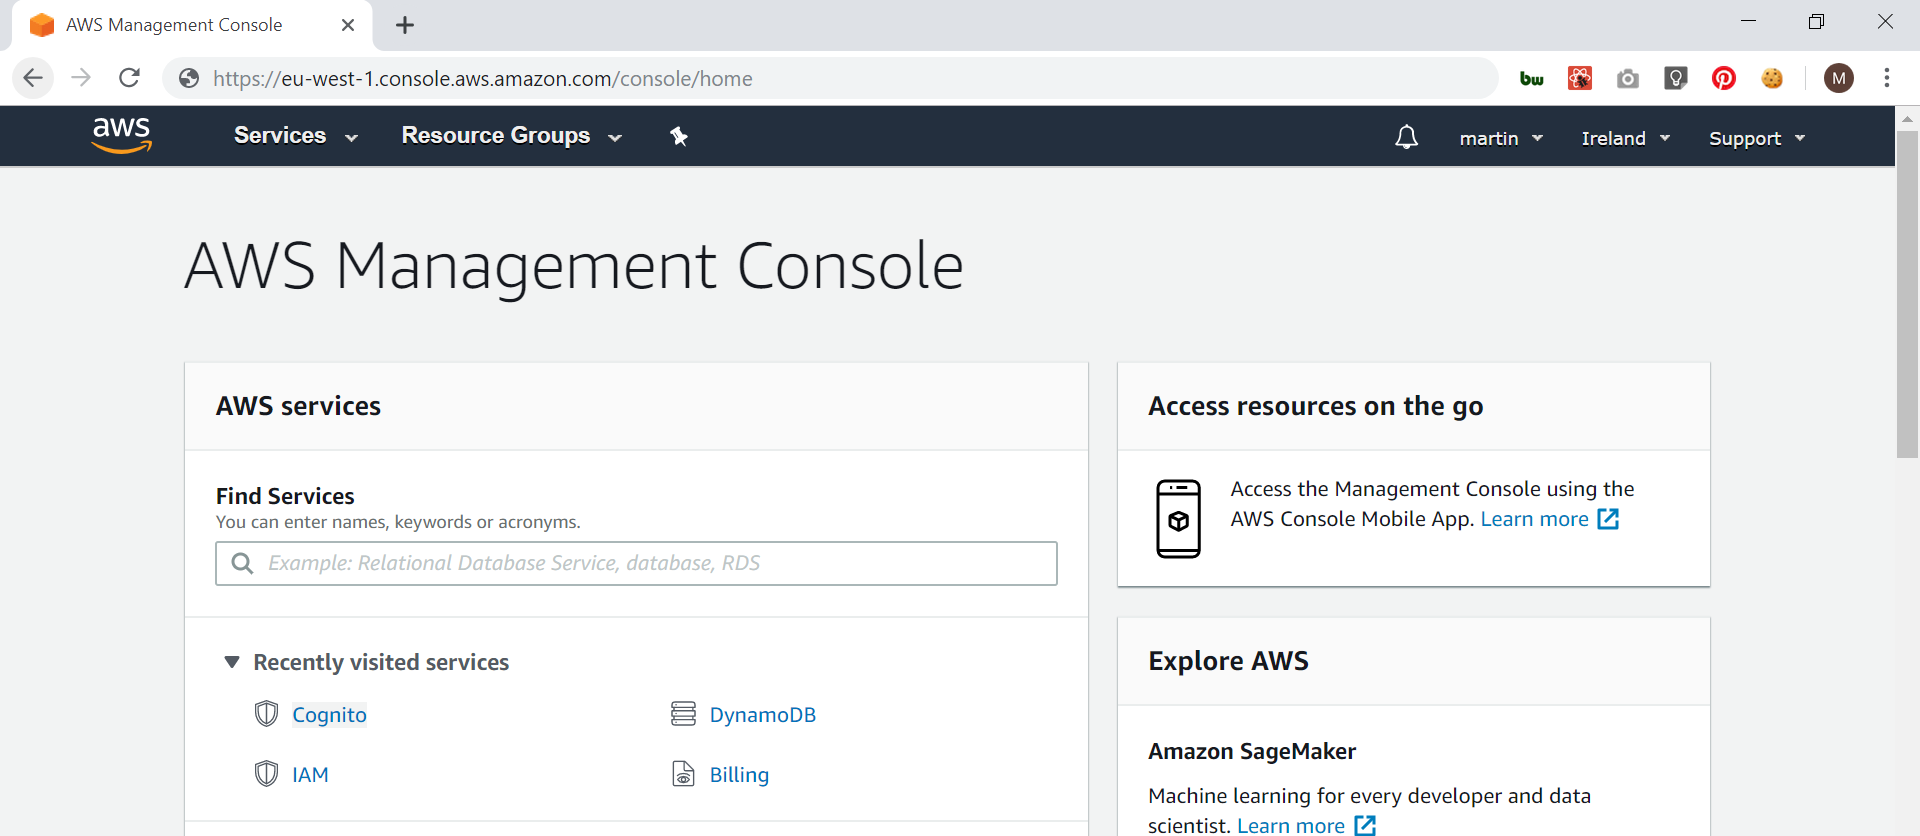 AWS Management Console
https://eu-west-1.console.aws.amazon.com/console/home
bw
M
aws
Services
Resource Groups
martin
Ireland
Support
AWS Management Console
AWS services
Find Services
You can enter names, keywords or acronyms.
Example: Relational Database Service, database, RDS
Recently visited services
Cognito
DynamoDB
IAM
Billing
Access resources on the go
Access the Management Console using the
AWS Console Mobile App. Learn more
Explore AWS
Amazon SageMaker
Machine learning for every developer and data
scientist. Learn more